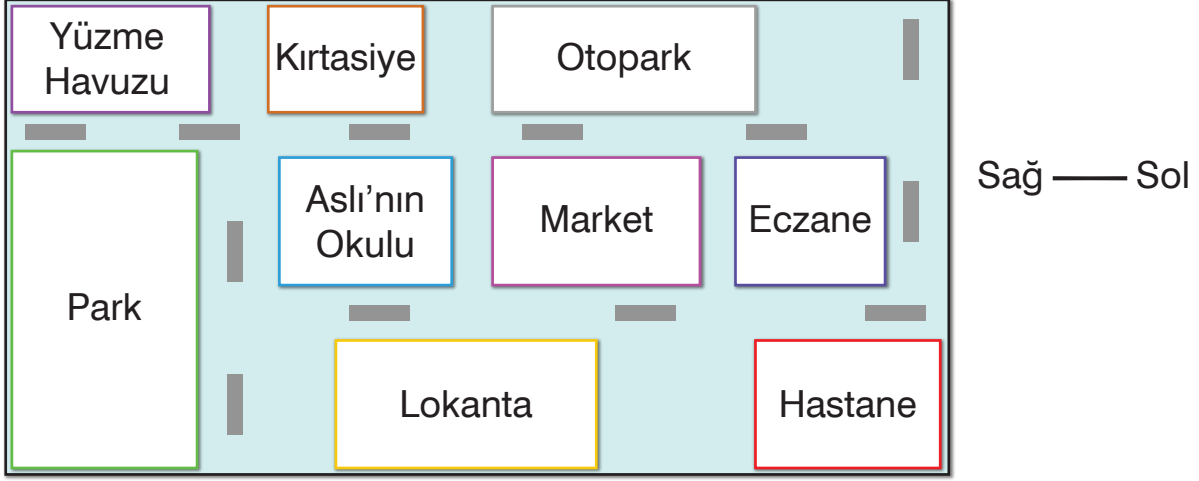 Yüzme
Havuzu
Kırtasiye
Otopark
Aslı’nın
Okulu
Market
Eczane
Sağ
Sol
Park
Lokanta
Hastane